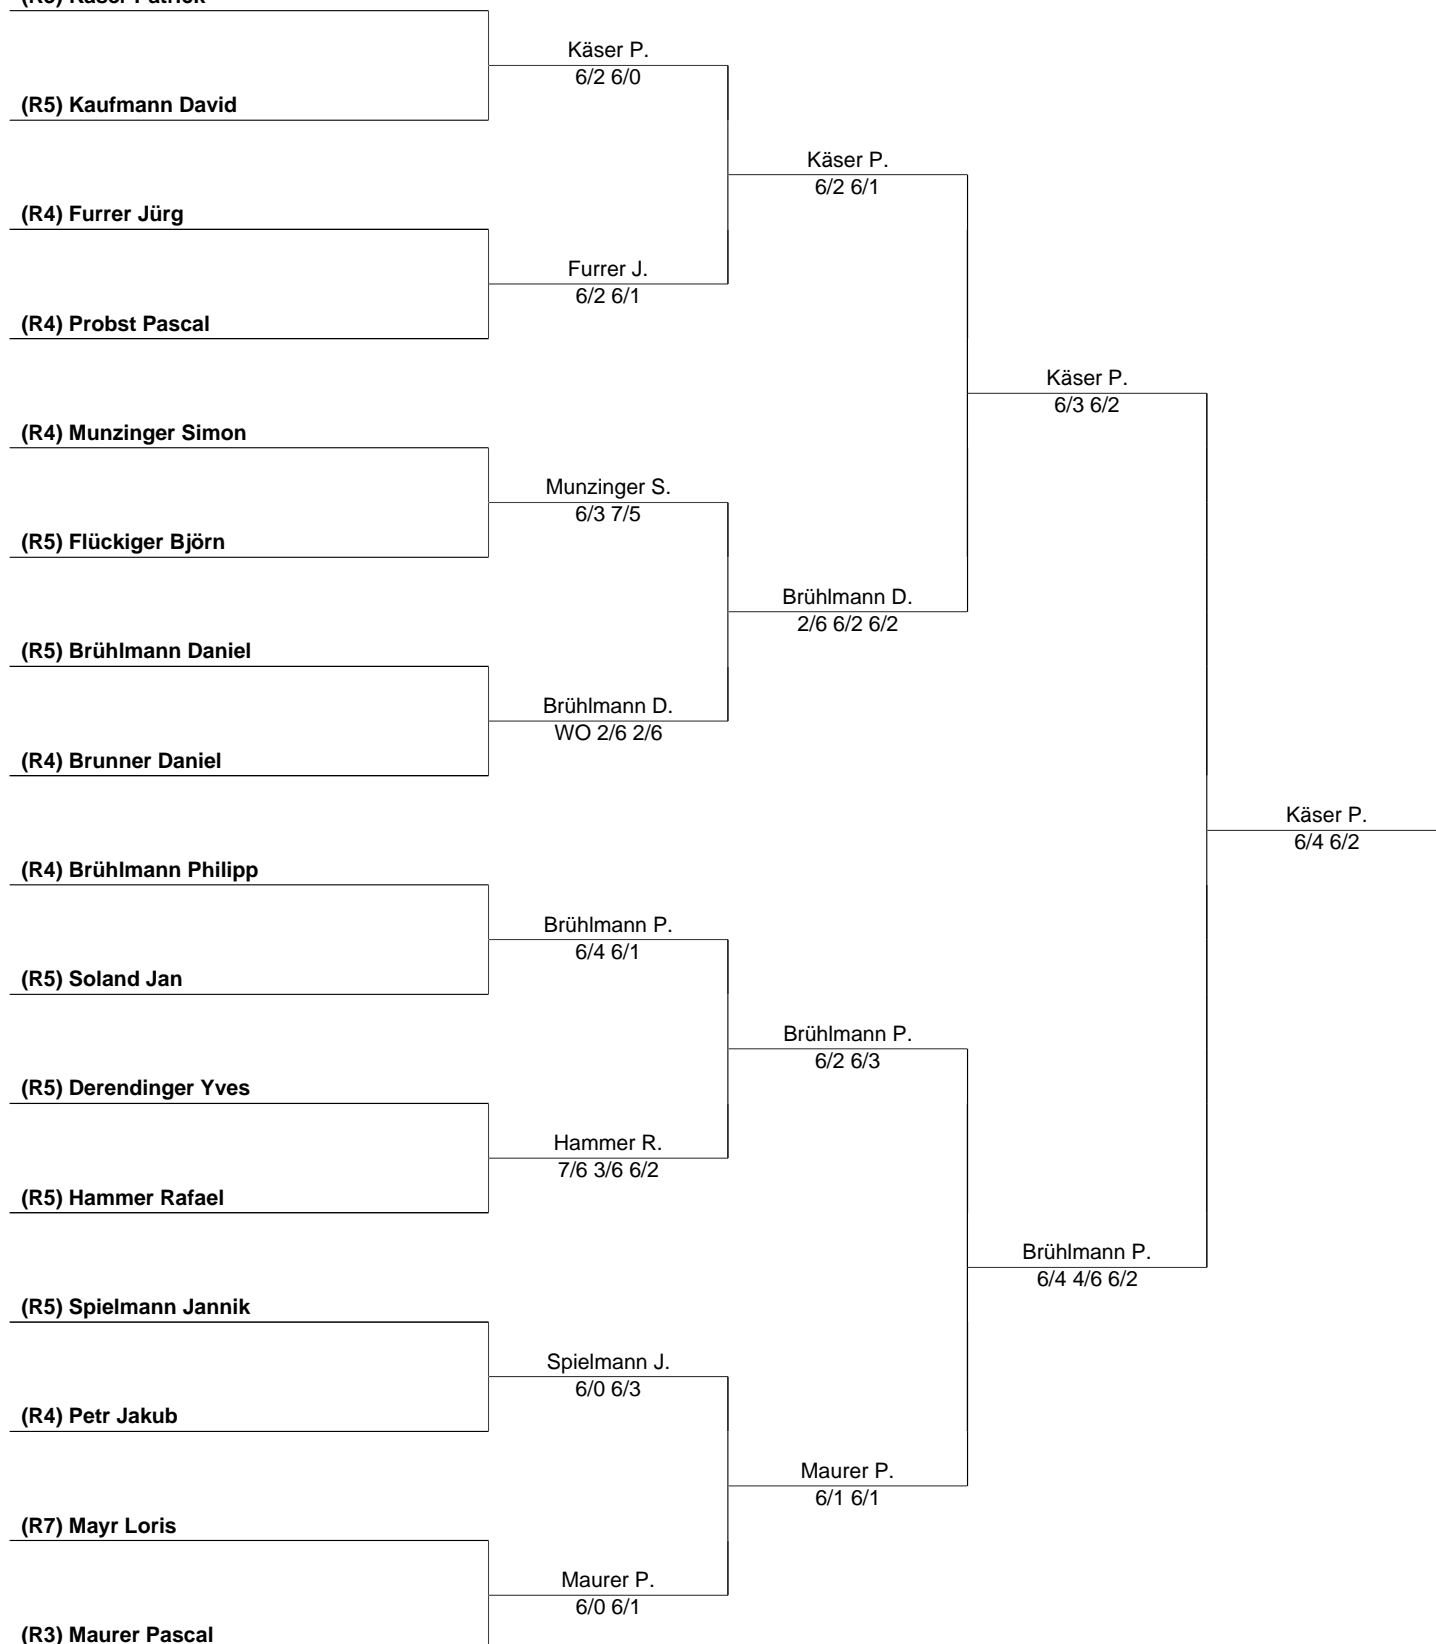 Käser Patrick
Käser P.
6/2 6/0
(R5) Kaufmann David
Käser P.
6/2 6/1
(R4) Furrer Jürg
Furrer J.
6/2 6/1
(R4) Probst Pascal
Käser P.
6/3 6/2
(R4) Munzinger Simon
Munzinger S.
6/3 7/5
(R5) Flückiger Björn
Brühlmann D.
2/6 6/2 6/2
(R5) Brühlmann Daniel
Brühlmann D.
WO 2/6 2/6
(R4) Brunner Daniel
Käser P.
6/4 6/2
(R4) Brühlmann Philipp
Brühlmann P.
6/4 6/1
(R5) Soland Jan
Brühlmann P.
6/2 6/3
(R5) Derendinger Yves
Hammer R.
7/6 3/6 6/2
(R5) Hammer Rafael
Brühlmann P.
6/4 4/6 6/2
(R5) Spielmann Jannik
Spielmann J.
6/0 6/3
(R4) Petr Jakub
Maurer P.
6/1 6/1
(R7) Mayr Loris
Maurer P.
6/0 6/1
(R3) Maurer Pascal